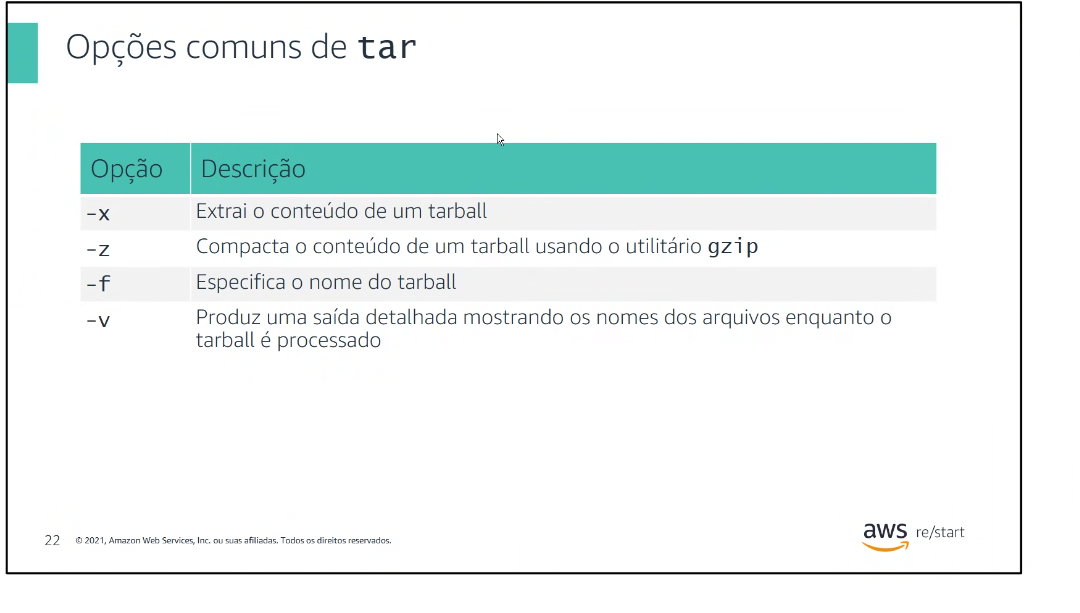 Opções comuns de tar
Opção Descrição
-x Extrai o conteúdo de um tarball
-z Compacta o conteúdo de um tarball usando o utilitário gzip
-f Especifica o nome do tarball
-v Produz uma saída detalhada mostrando os nomes dos arquivos enquanto o
tarball é processado
22 © 2021, Amazon Web Services, Inc. ou suas afiliadas. Todos os direitos reservados.
aws re/start